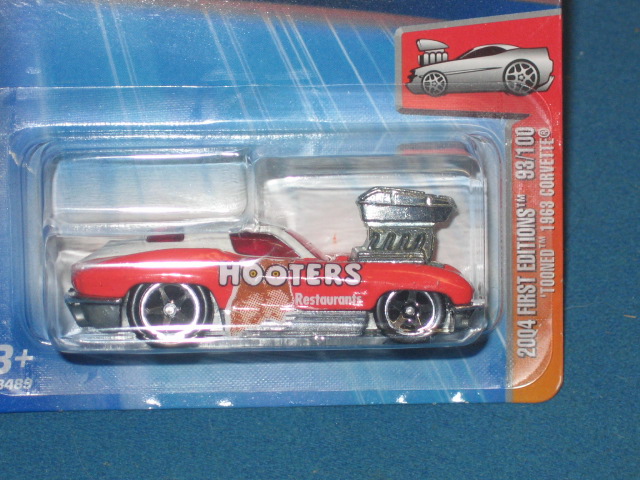 2004 FIRST EDITIONS™ 93/100
'TOONED™ 1963 CORVETTE®
HOOTERS
Restaurants
3+